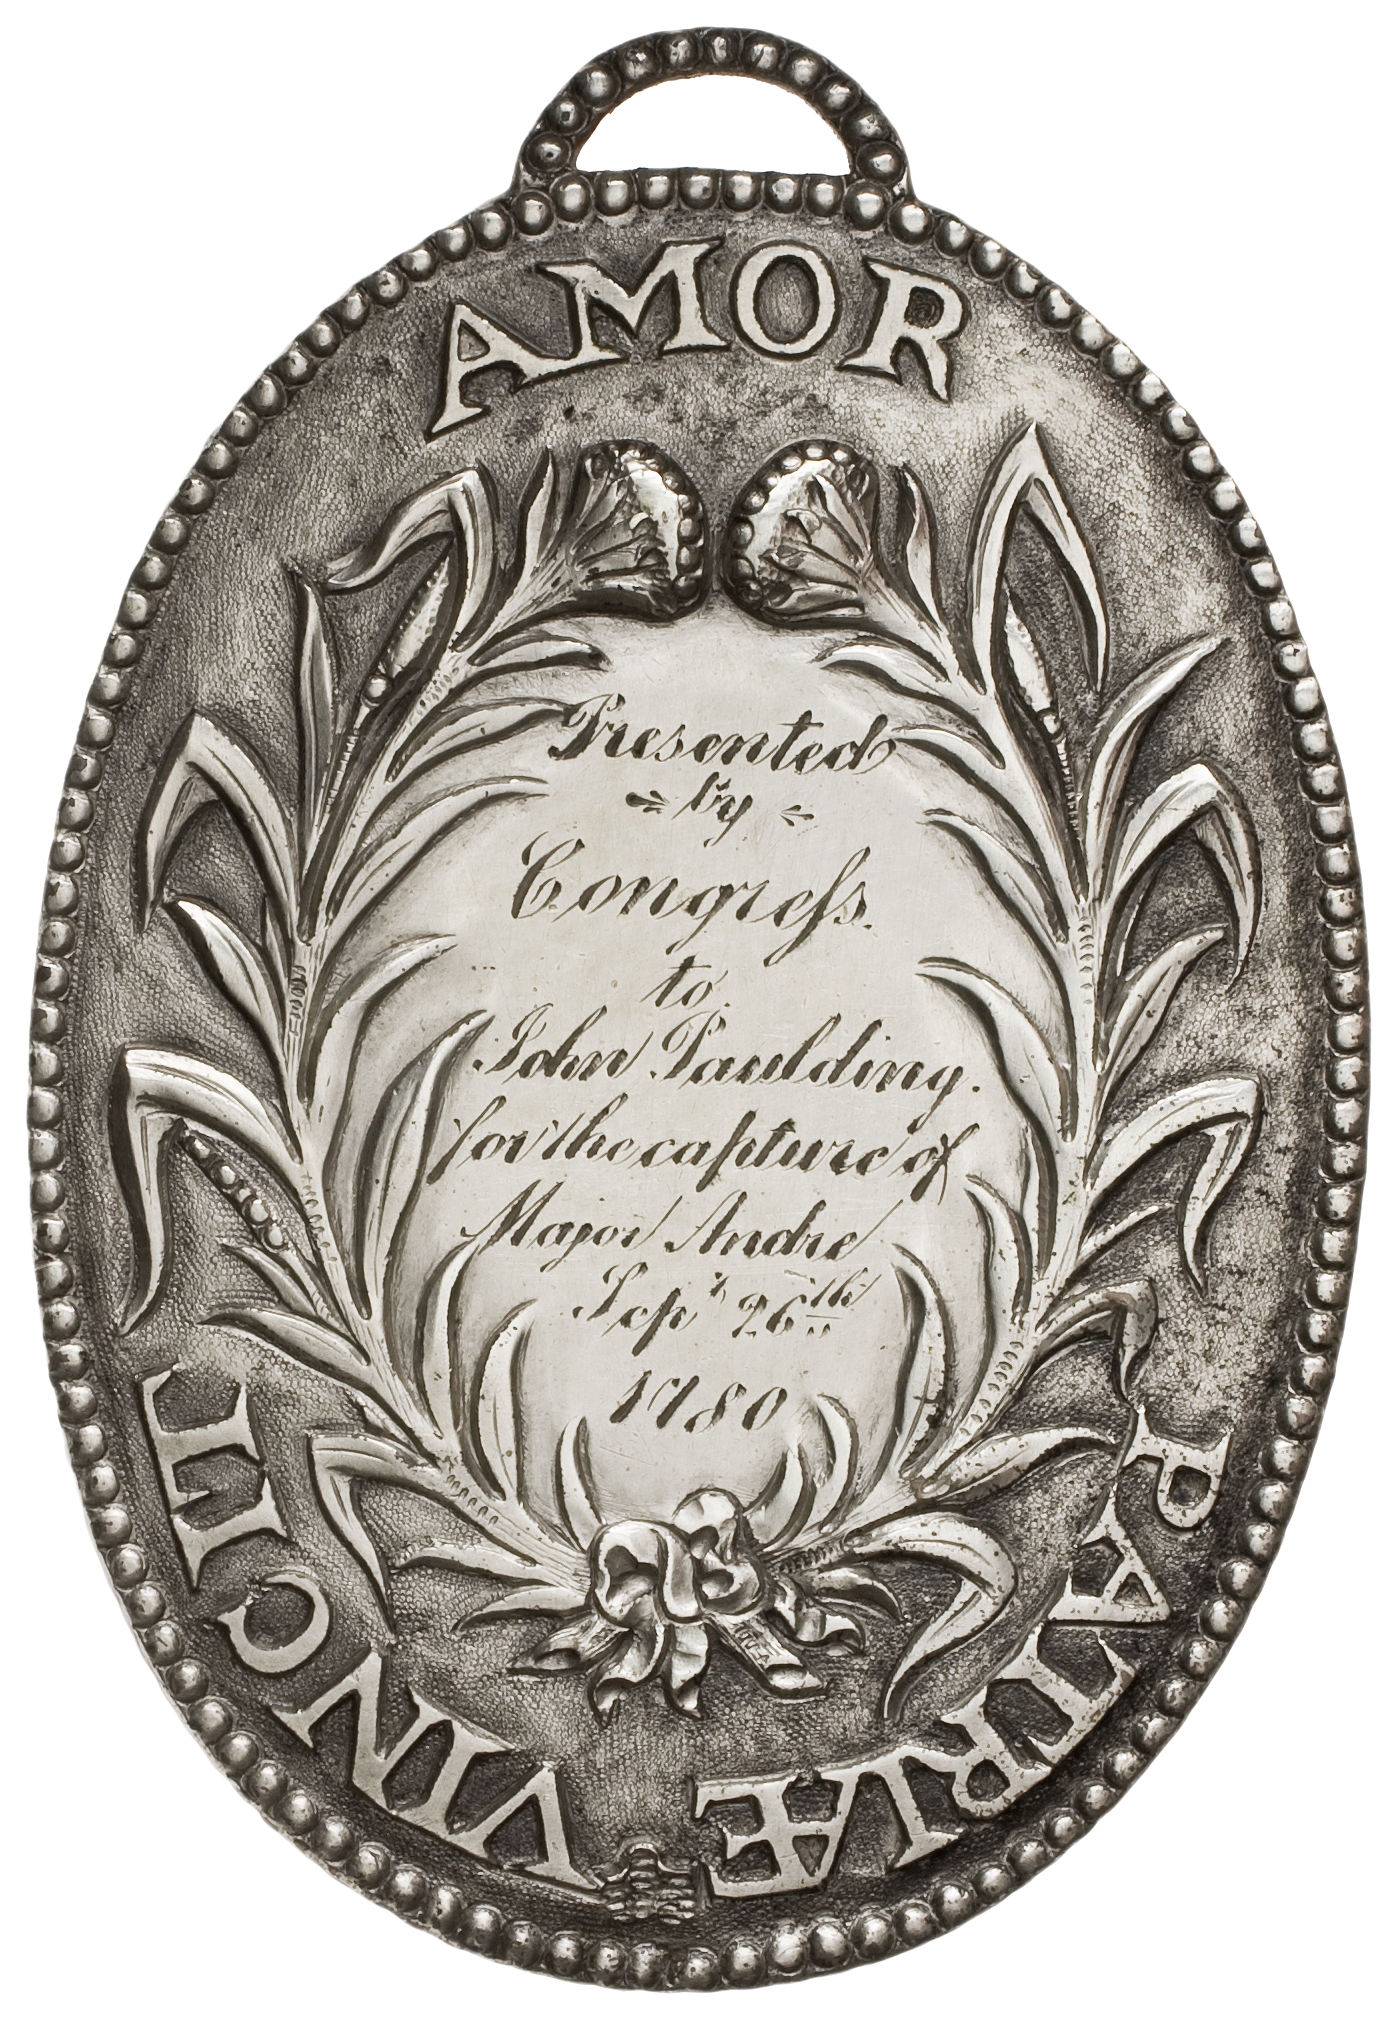 AMOR
PATRIÆ
VINCIT
Presented
by
Congreſs.
to
John Paulding.
for the capture of
Major Andre
Sept 26th
1780